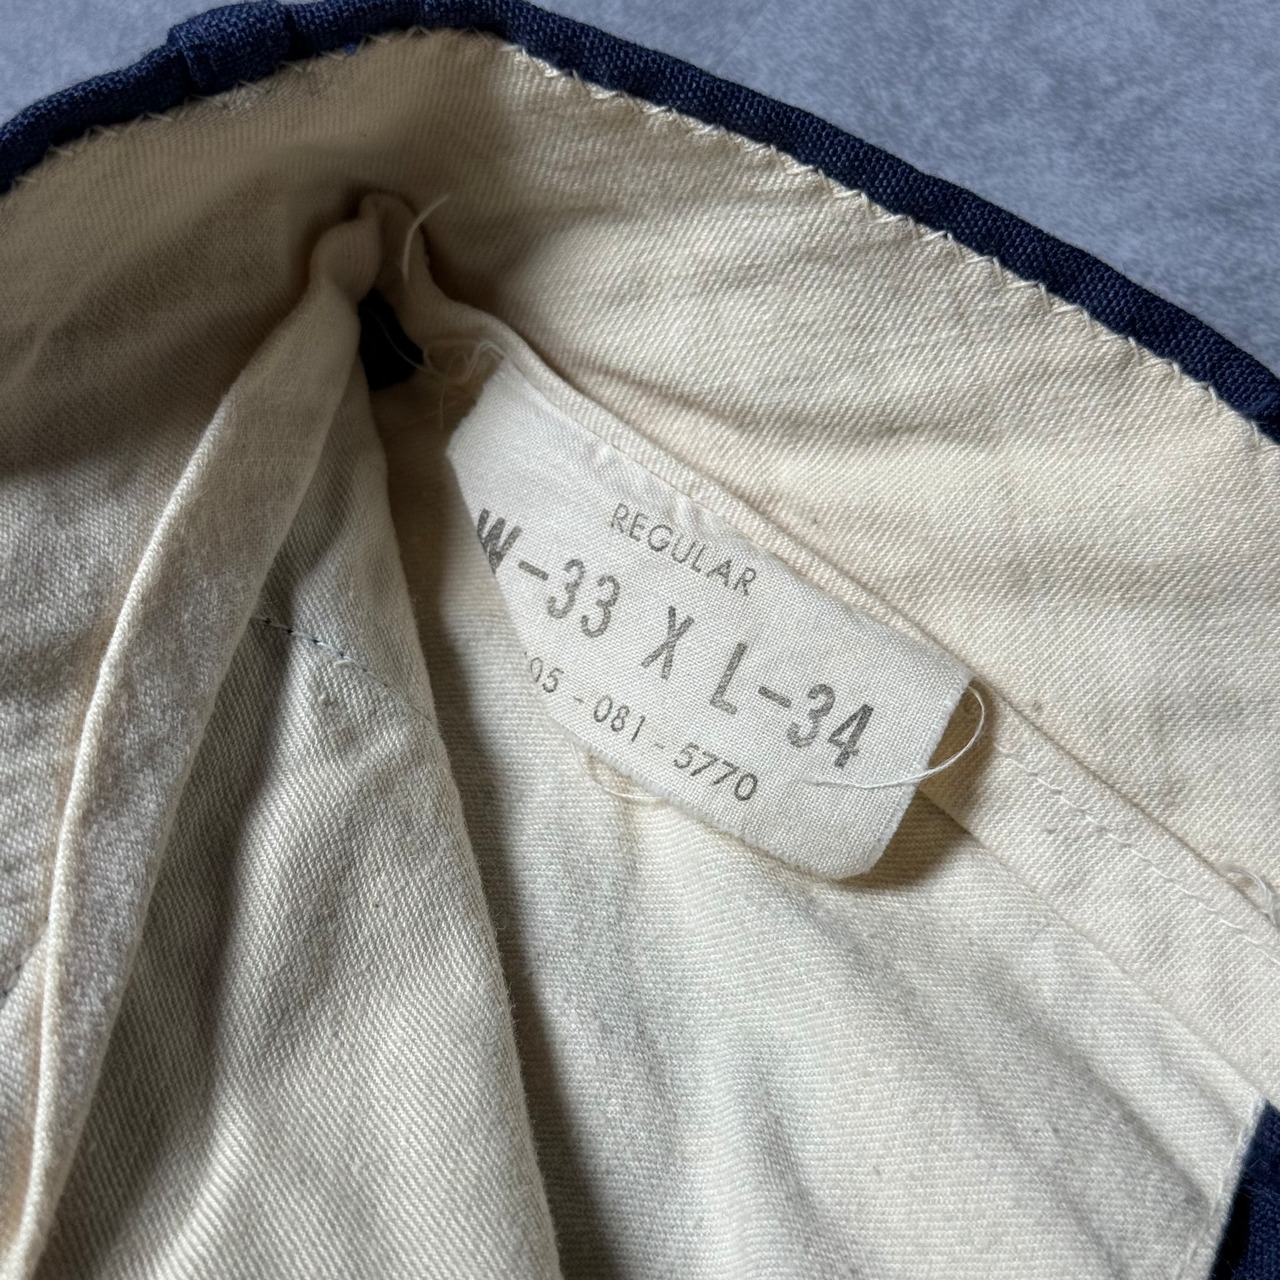 REGULAR
W-33 X L-34
05 - 081 - 5770